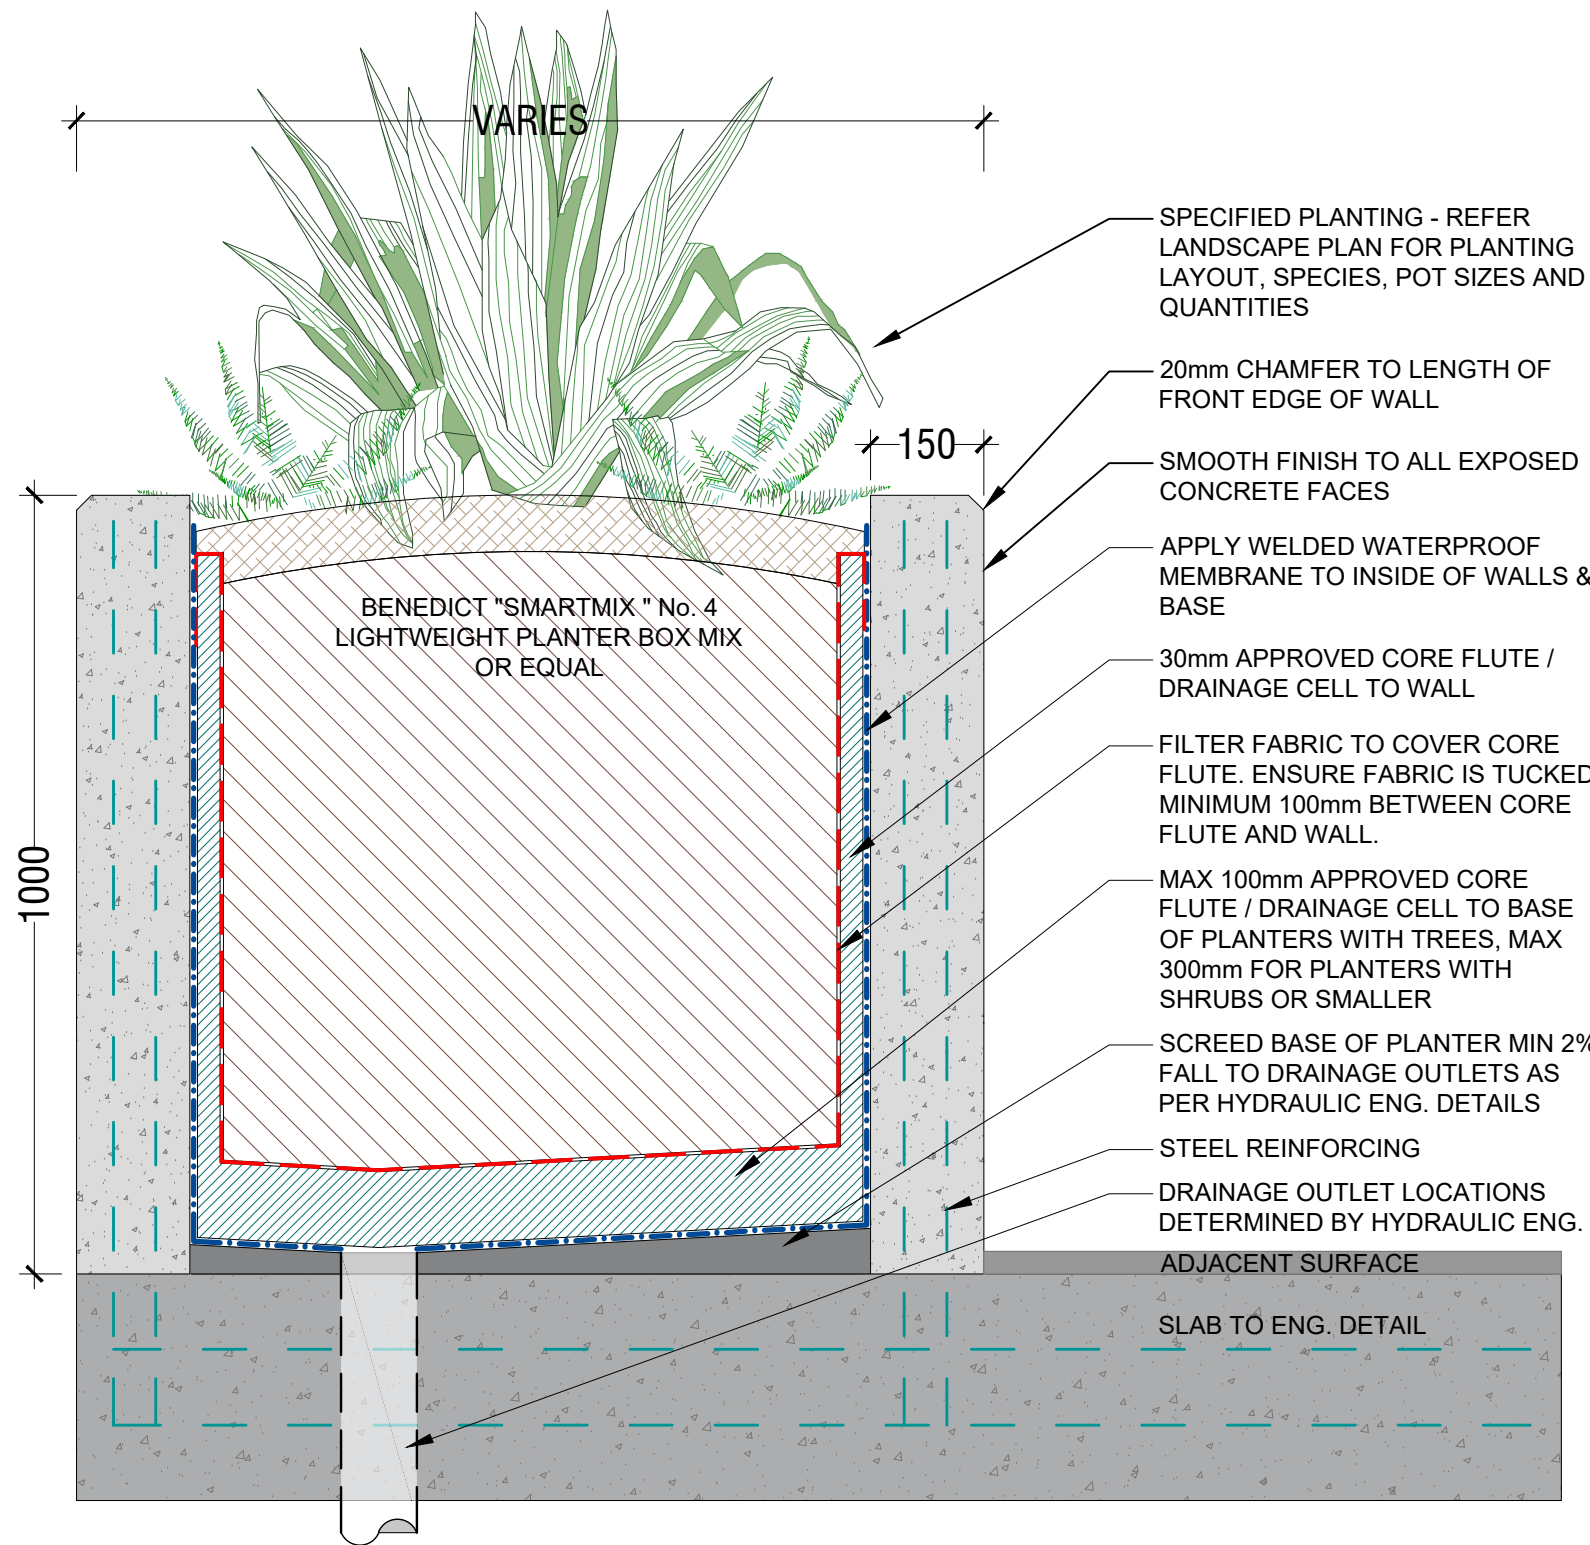 VARIES
SPECIFIED PLANTING - REFER
LANDSCAPE PLAN FOR PLANTING
LAYOUT, SPECIES, POT SIZES AND
QUANTITIES
20mm CHAMFER TO LENGTH OF
FRONT EDGE OF WALL
150
SMOOTH FINISH TO ALL EXPOSED
CONCRETE FACES
APPLY WELDED WATERPROOF
MEMBRANE TO INSIDE OF WALLS &
BASE
BENEDICT "SMARTMIX " No. 4
LIGHTWEIGHT PLANTER BOX MIX
OR EQUAL
30mm APPROVED CORE FLUTE /
DRAINAGE CELL TO WALL
FILTER FABRIC TO COVER CORE
FLUTE. ENSURE FABRIC IS TUCKED
MINIMUM 100mm BETWEEN CORE
FLUTE AND WALL.
1000
MAX 100mm APPROVED CORE
FLUTE / DRAINAGE CELL TO BASE
OF PLANTERS WITH TREES, MAX
300mm FOR PLANTERS WITH
SHRUBS OR SMALLER
SCREED BASE OF PLANTER MIN 2%
FALL TO DRAINAGE OUTLETS AS
PER HYDRAULIC ENG. DETAILS
STEEL REINFORCING
DRAINAGE OUTLET LOCATIONS
DETERMINED BY HYDRAULIC ENG.
ADJACENT SURFACE
SLAB TO ENG. DETAIL